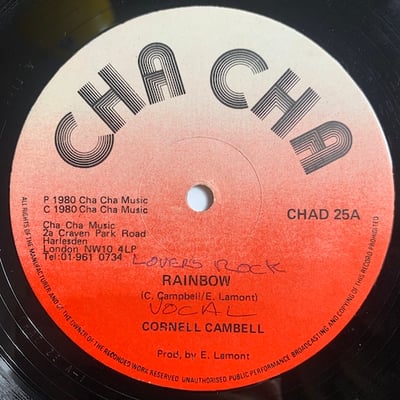 CHA CHA
P 1980 Cha Cha Music
C 1980 Cha Cha Music
CHAD 25A
Cha Cha Music
2a Craven Park Road
Harlesden
London NW10 4LP
Tel:01-961 0734
LOVERS ROCK
RAINBOW
(C. Campbell/E. Lamont)
VOCAL
CORNELL CAMBELL
Prod, by E. Lamont
ALL RIGHTS OF THE MANUFACTURER AND OF THE OWNER OF THE RECORDED WORK RESERVED. UNAUTHORISED PUBLIC PERFORMANCE, BROADCASTING AND COPYING OF THIS RECORD PROHIBITED